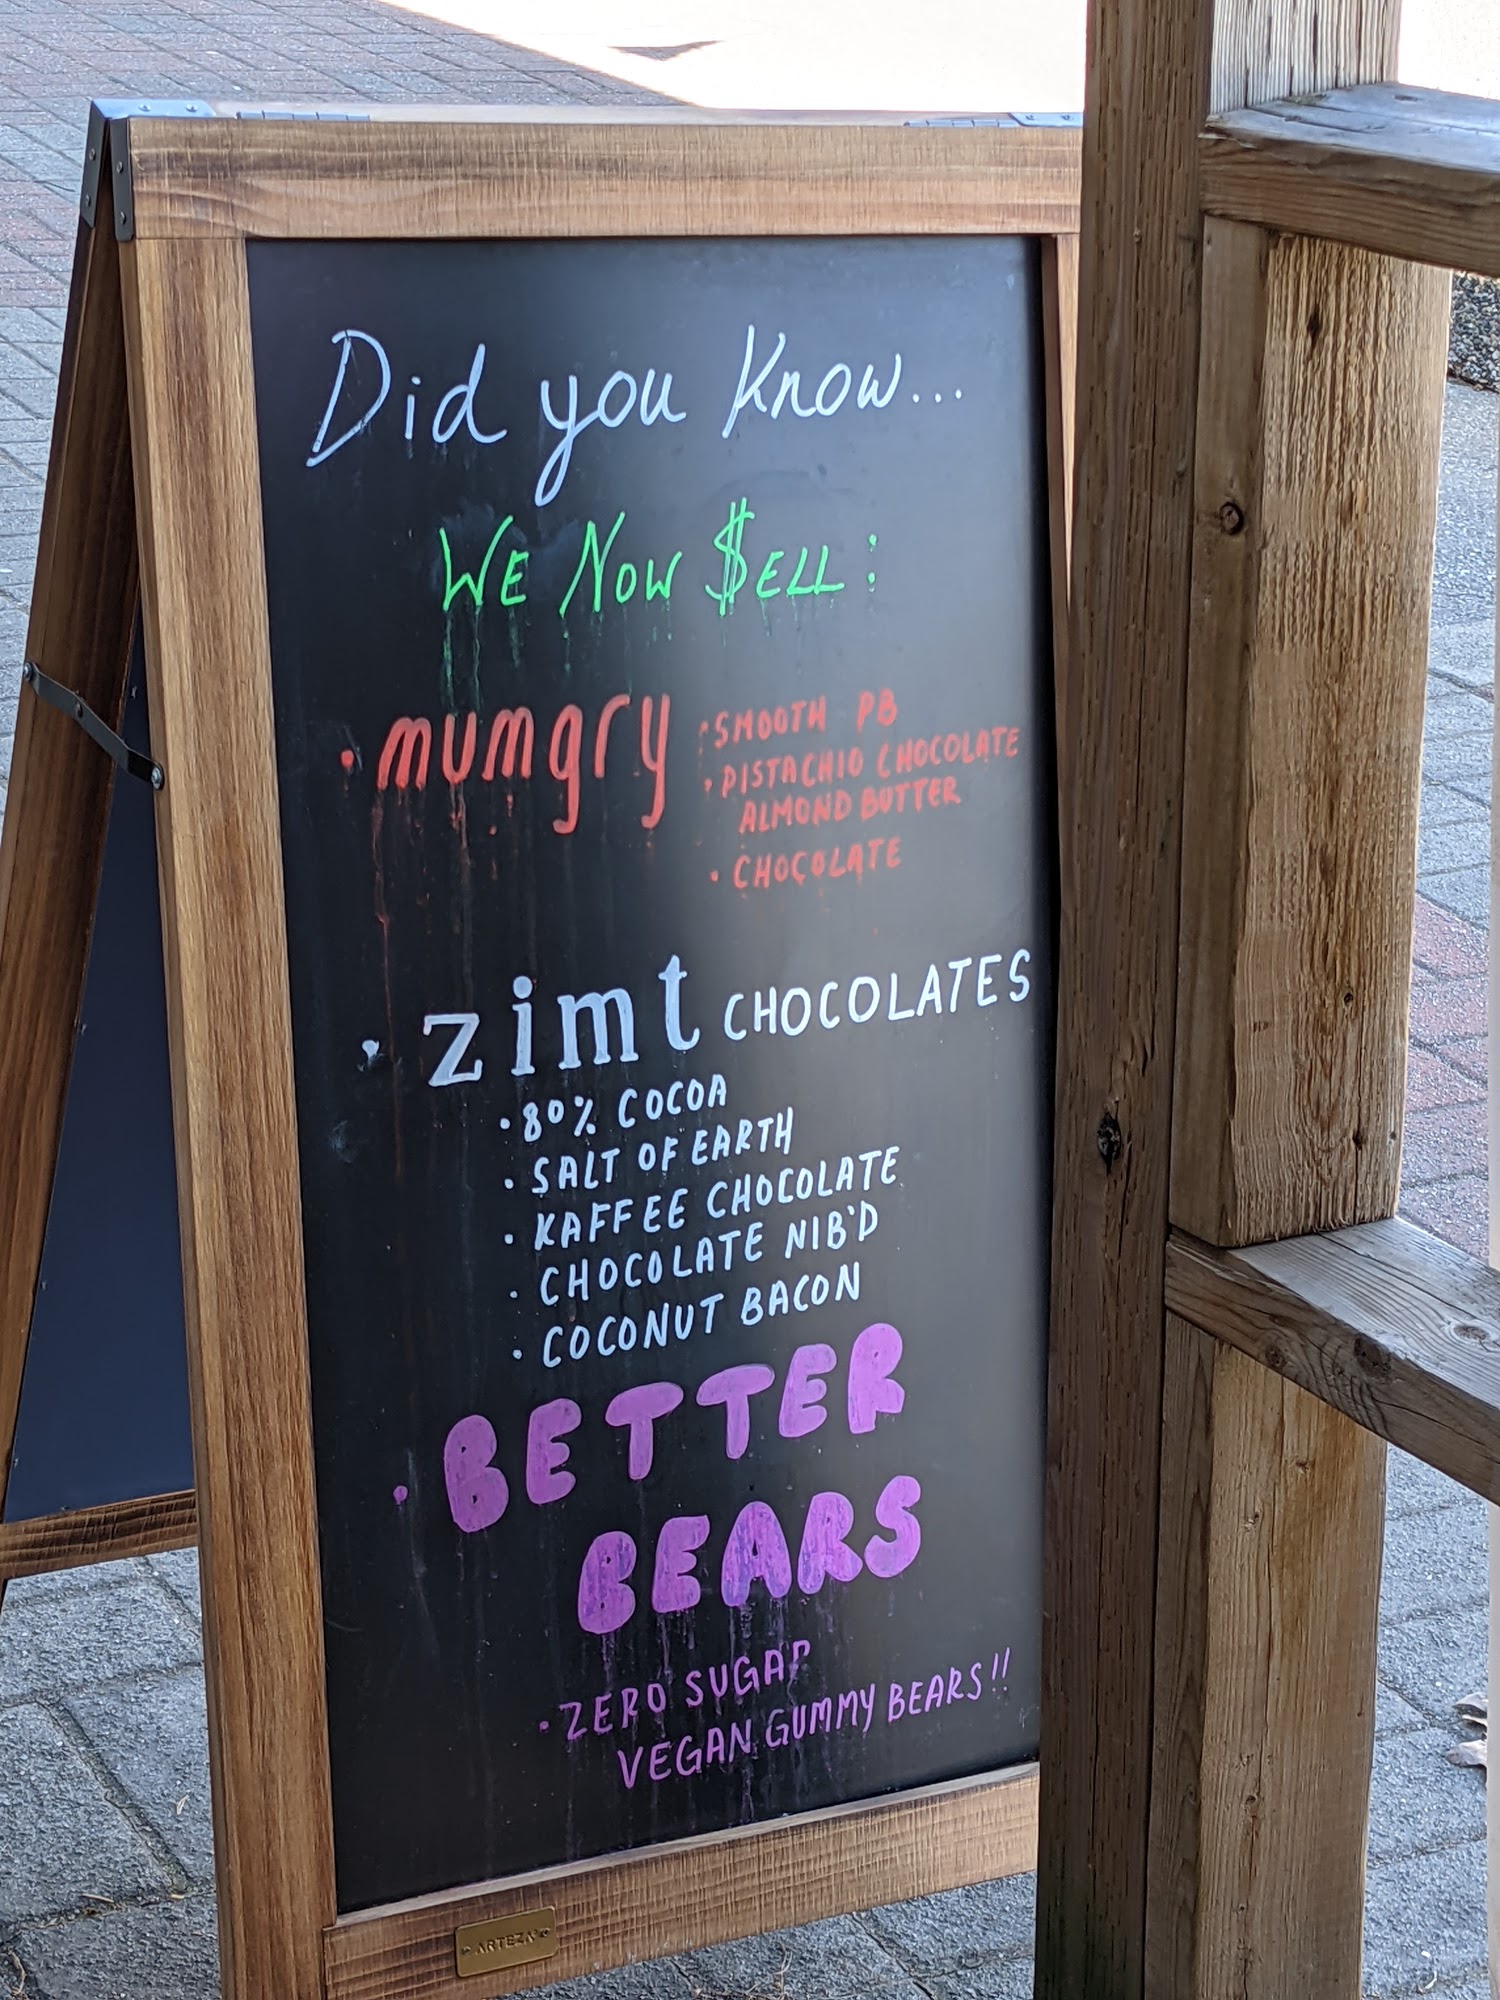 Did you Know...
WE NOW $ELL:
• mumgry
• SMOOTH PB
• PISTACHIO CHOCOLATE
ALMOND BUTTER
• CHOCOLATE
• zimt CHOCOLATES
• 80% COCOA
• SALT OF EARTH
• KAFFEE CHOCOLATE
• CHOCOLATE NIB'D
• COCONUT BACON
• BETTER
BEARS
• ZERO SUGAR
VEGAN GUMMY BEARS!!
ARTEZA